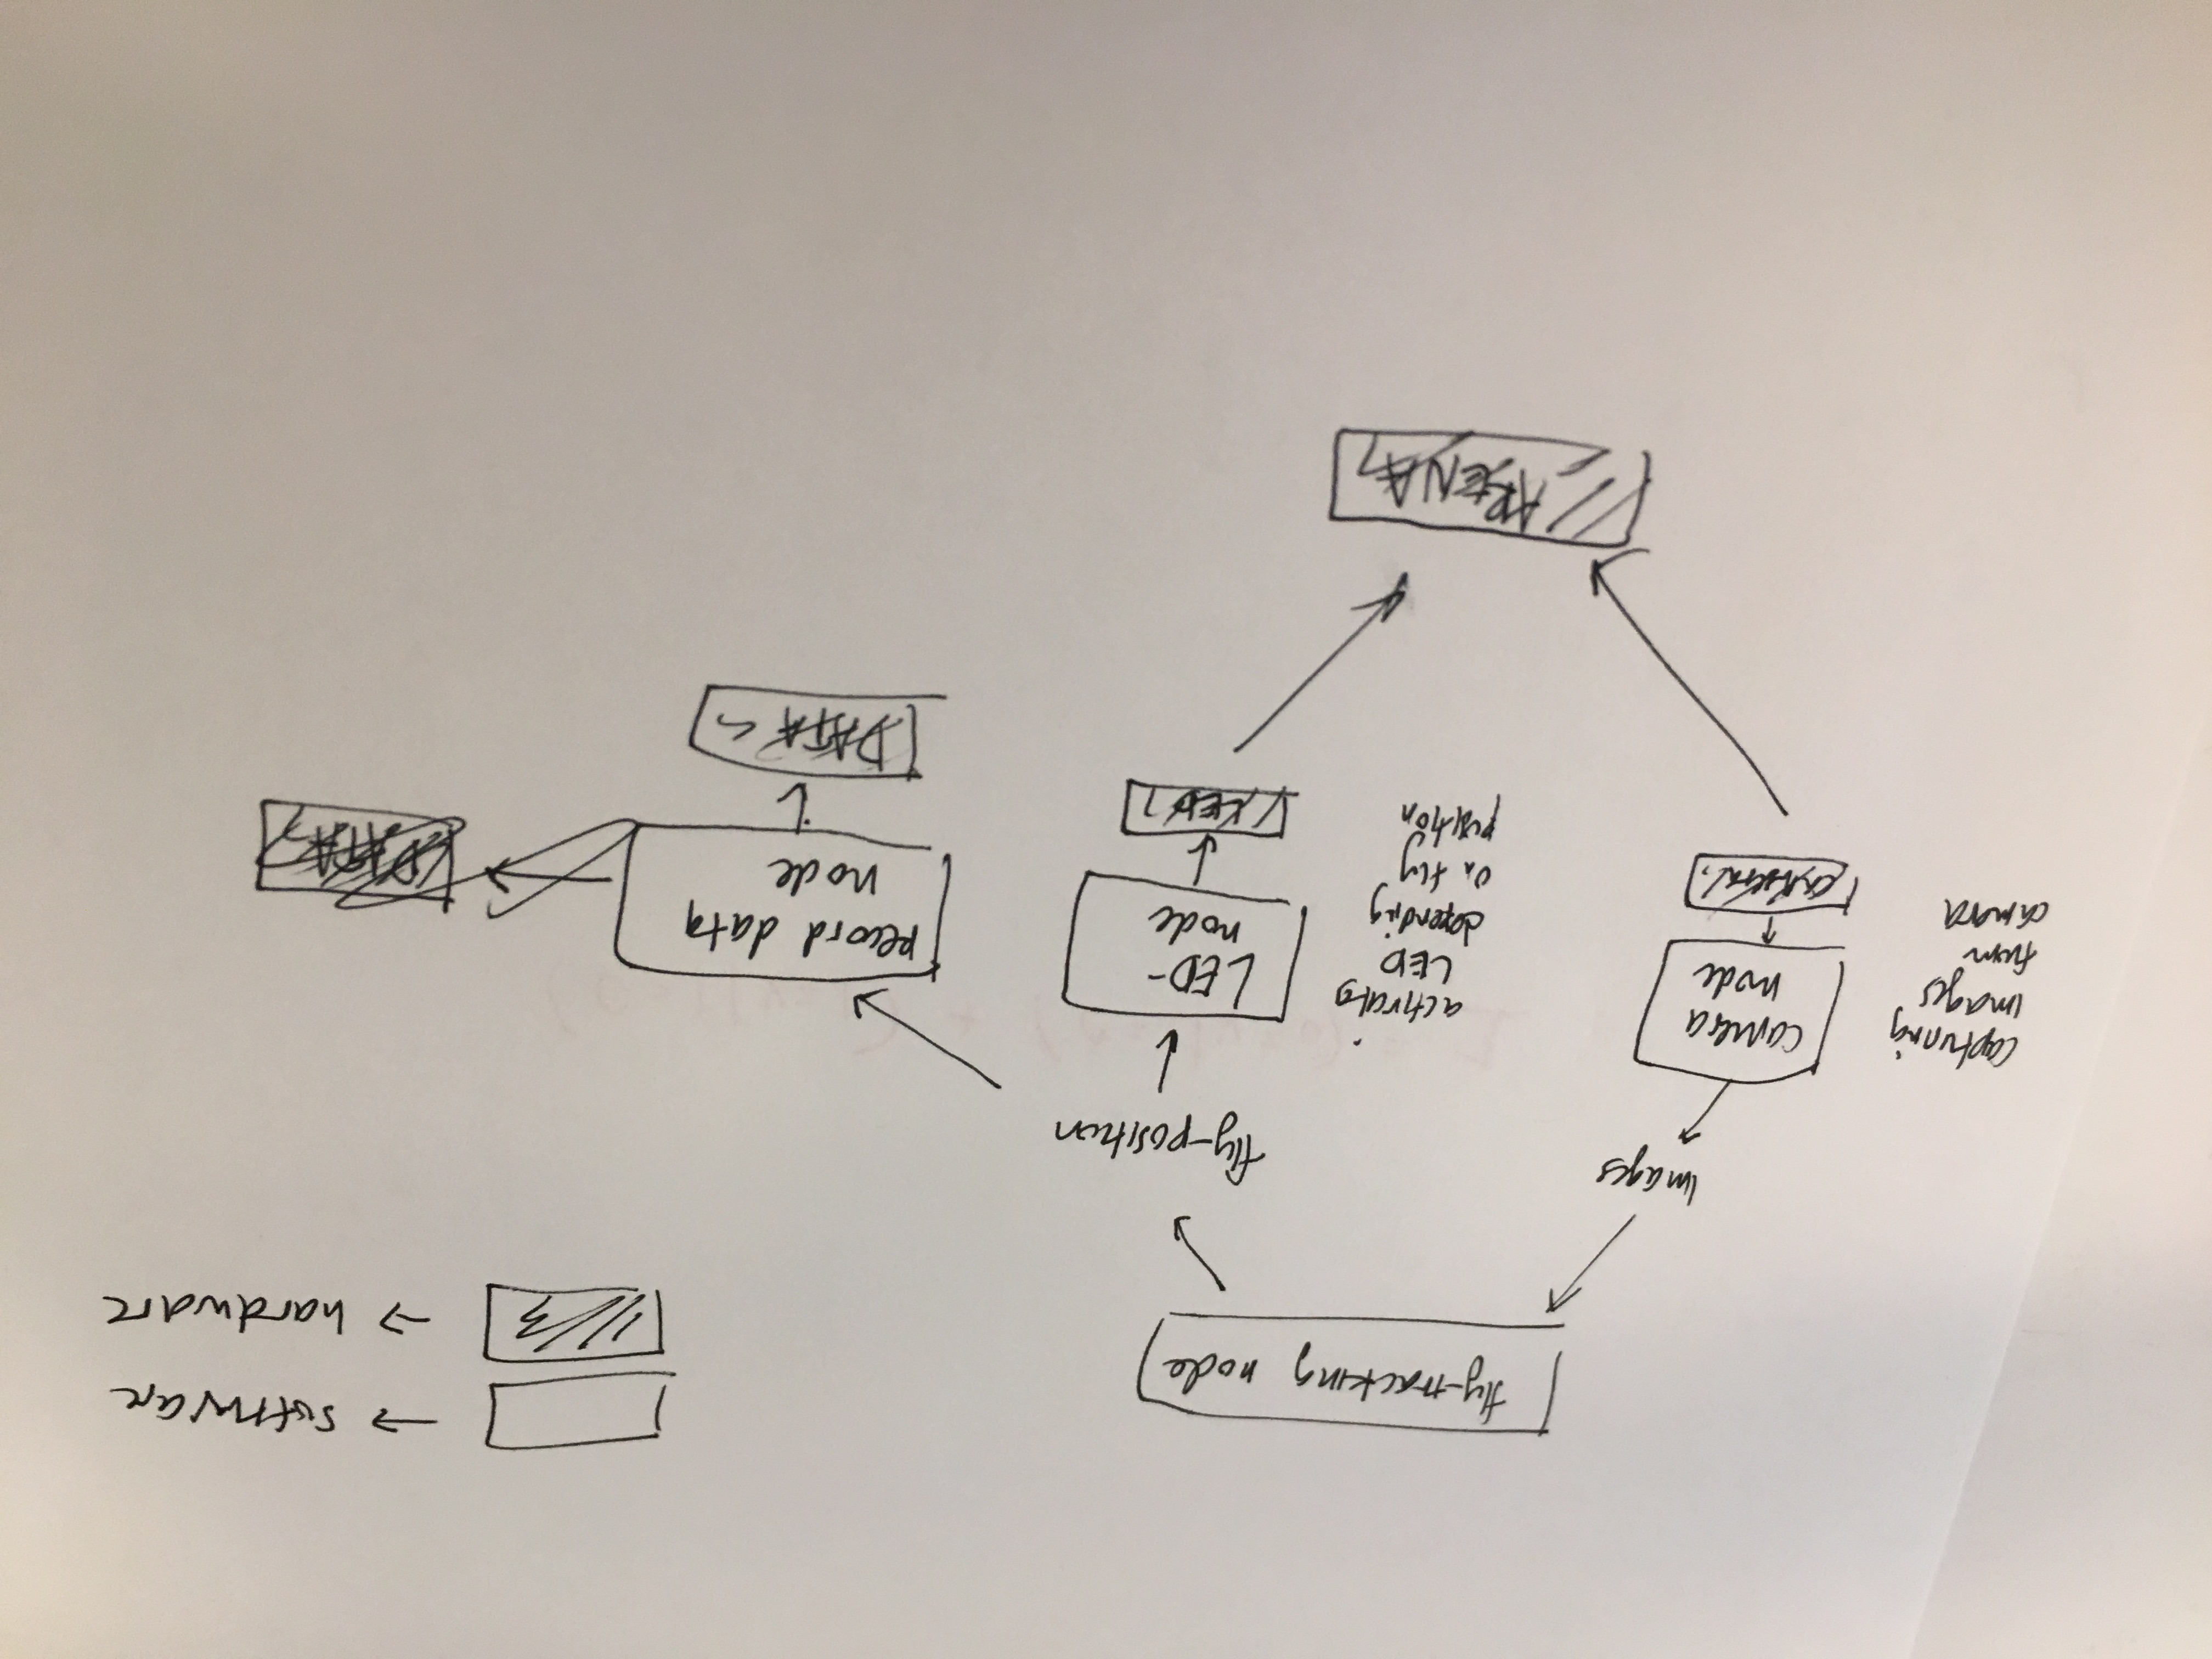 → software
→ hardware
fly-tracking node
Images
fly-position
Capturing
images
from
camera
camera
node
camera
activates
LED
depending
on fly
position
LED-
node
LED
record data
node
DATA
DATA
ARENA